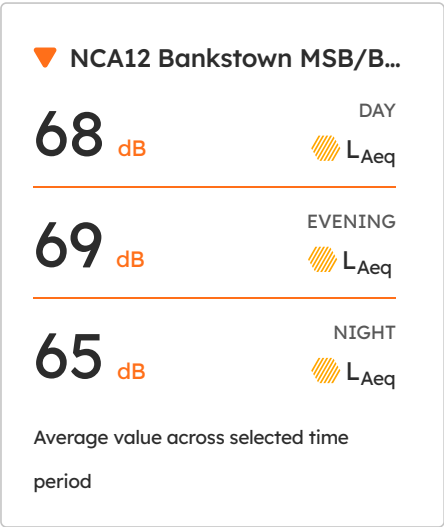 NCA12 Bankstown MSB/B...
DAY
68 dB LAeq
EVENING
69 dB LAeq
NIGHT
65 dB LAeq
Average value across selected time
period